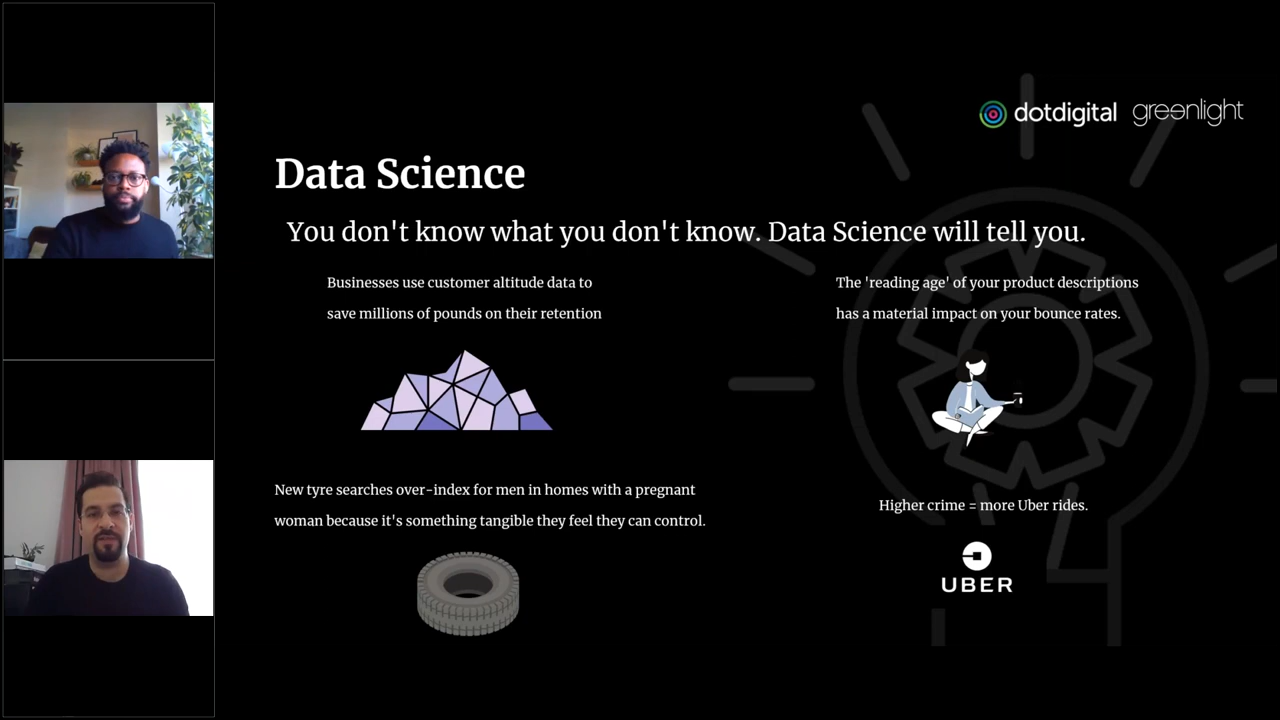 dotdigital greenlight
Data Science
You don't know what you don't know. Data Science will tell you.
Businesses use customer altitude data to
save millions of pounds on their retention
The 'reading age' of your product descriptions
has a material impact on your bounce rates.
New tyre searches over-index for men in homes with a pregnant
woman because it's something tangible they feel they can control.
Higher crime = more Uber rides.
UBER